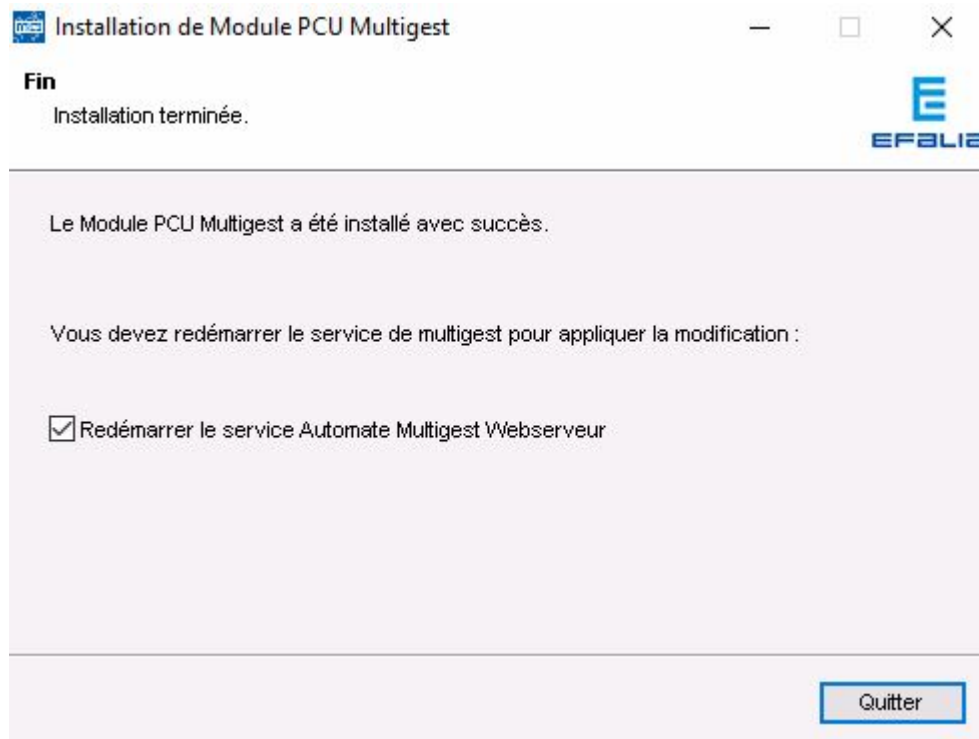 Installation de Module PCU Multigest
Fin
Installation terminée.
EFALIA
Le Module PCU Multigest a été installé avec succès.
Vous devez redémarrer le service de multigest pour appliquer la modification :
Redémarrer le service Automate Multigest Webserveur
Quitter